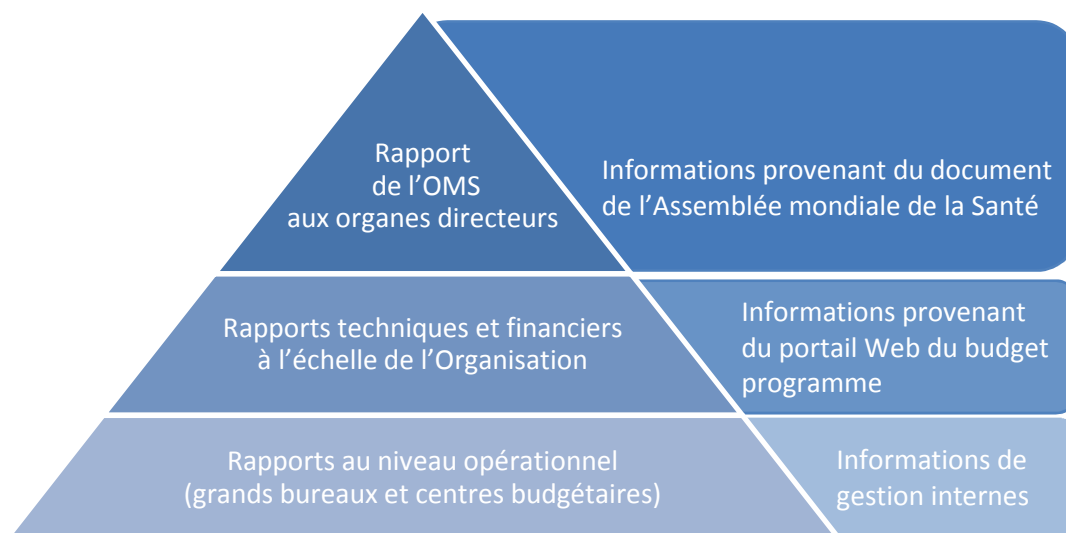 Rapport
de l’OMS
aux organes directeurs
Informations provenant du document
de l’Assemblée mondiale de la Santé
Rapports techniques et financiers
à l’échelle de l’Organisation
Informations provenant
du portail Web du budget
programme
Rapports au niveau opérationnel
(grands bureaux et centres budgétaires)
Informations de
gestion internes